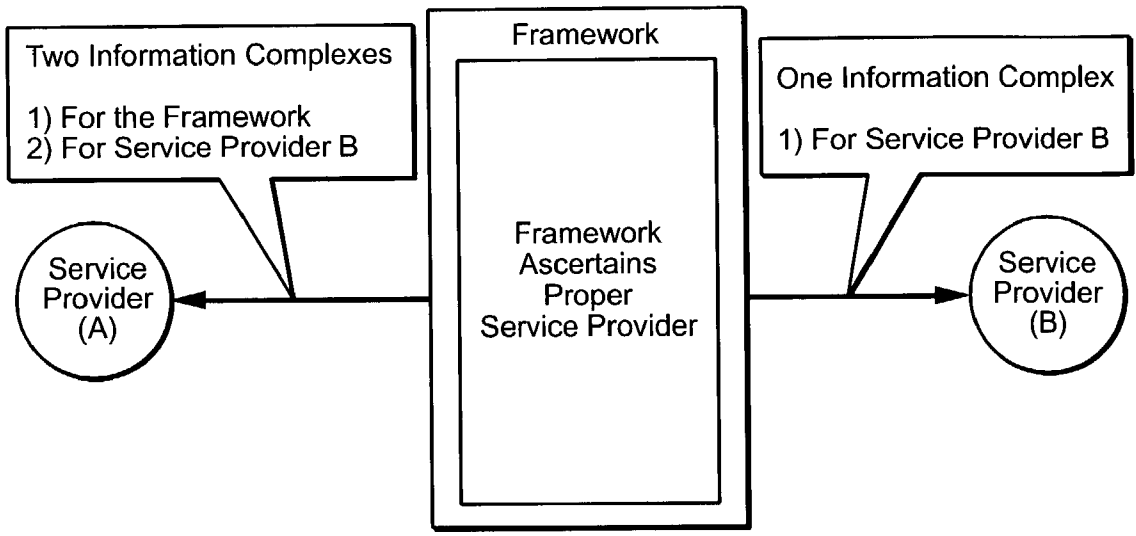 Two Information Complexes
1) For the Framework
2) For Service Provider B
Framework
One Information Complex
1) For Service Provider B
Service
Provider
(A)
Framework
Ascertains
Proper
Service Provider
Service
Provider
(B)